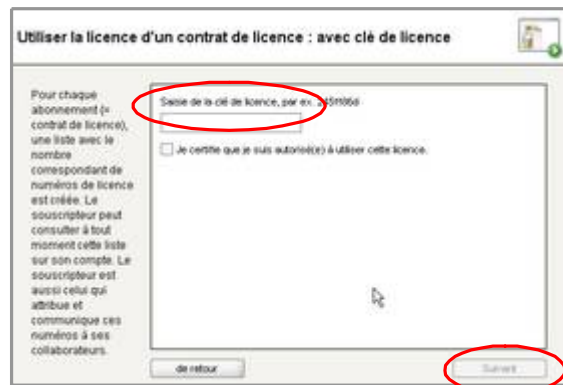 Utiliser la licence d'un contrat de licence : avec clé de licence
Pour chaque
abonnement (=
contrat de licence),
une liste avec le
nombre
correspondant de
numéros de licence
est créée. Le
souscripteur peut
consulter à tout
moment cette liste
sur son compte. Le
souscripteur est
aussi celui qui
attribue et
communique ces
numéros à ses
collaborateurs.
Saisie de la clé de licence, par ex.
Je certifie que je suis autorisé(e) à utiliser cette licence.
de retour
Suivant